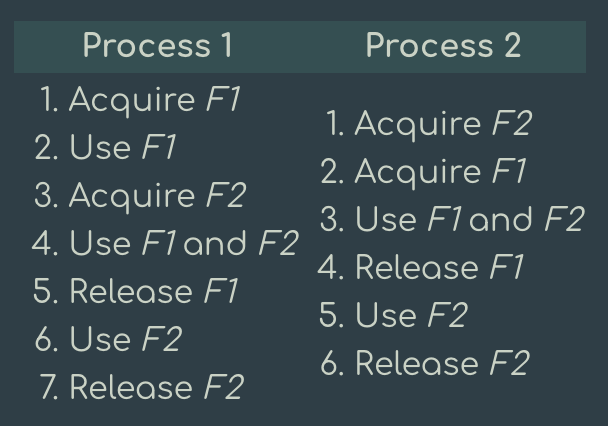 Process 1
1. Acquire F1
2. Use F1
3. Acquire F2
4. Use F1 and F2
5. Release F1
6. Use F2
7. Release F2
Process 2
1. Acquire F2
2. Acquire F1
3. Use F1 and F2
4. Release F1
5. Use F2
6. Release F2